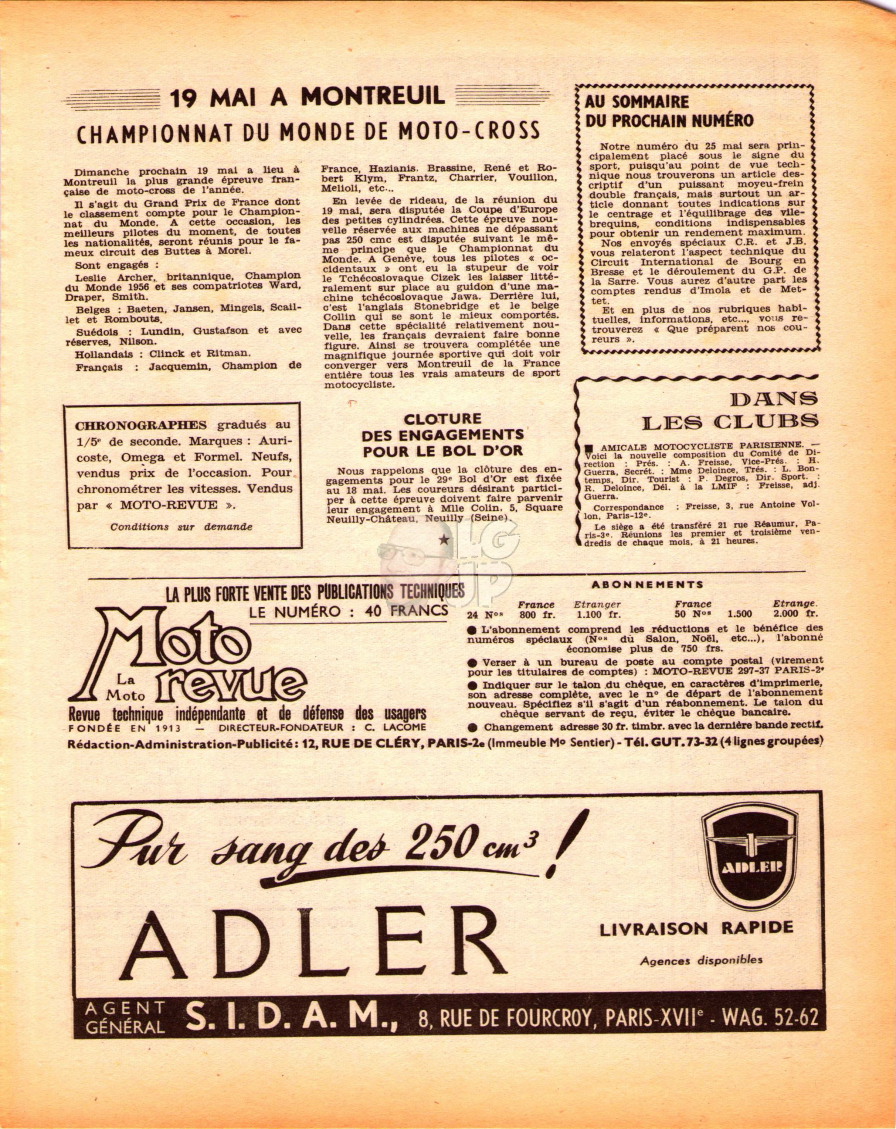 19 MAI A MONTREUIL
CHAMPIONNAT DU MONDE DE MOTO-CROSS
Dimanche prochain 19 mai a lieu à
Montreuil la plus grande épreuve fran-
çaise de moto-cross de l'année.
Il s'agit du Grand Prix de France dont
le classement compte pour le Champion-
nat du Monde. A cette occasion, les
meilleurs pilotes du moment, de toutes
les nationalités, seront réunis pour le fa-
meux circuit des Buttes à Morel.
Sont engagés :
Leslie Archer, britannique, Champion
du Monde 1956 et ses compatriotes Ward,
Draper, Smith.
Belges : Baeten, Jansen, Mingels, Scail-
let et Rombouts.
Suédois : Lundin, Gustafson et avec
réserves, Nilson.
Hollandais : Clinck et Ritman.
Français : Jacquemin, Champion de
France, Hazianis, Brassine, René et Ro-
bert Klym, Frantz, Charrier, Vouillon,
Melioli, etc...
En levée de rideau, de la réunion du
19 mai, sera disputée la Coupe d'Europe
des petites cylindrées. Cette épreuve nou-
velle réservée aux machines ne dépassant
pas 250 cmc est disputée suivant le mê-
me principe que le Championnat du
Monde. A Genève, tous les pilotes « oc-
cidentaux » ont eu la stupeur de voir
le Tchécoslovaque Cizek les laisser litté-
ralement sur place au guidon d'une ma-
chine tchécoslovaque Jawa. Derrière lui,
c'est l'anglais Stonebridge et le belge
Collin qui se sont le mieux comportés.
Dans cette spécialité relativement nou-
velle, les français devraient faire bonne
figure. Ainsi se trouvera complétée une
magnifique journée sportive qui doit voir
converger vers Montreuil de la France
entière tous les vrais amateurs de sport
motocycliste.
AU SOMMAIRE
DU PROCHAIN NUMÉRO
Notre numéro du 25 mai sera prin-
cipalement placé sous le signe du
sport, puisqu'au point de vue tech-
nique nous trouverons un article des-
criptif d'un puissant moyeu-frein
double français, mais surtout un ar-
ticle donnant toutes indications sur
le centrage et l'équilibrage des vile-
brequins, conditions indispensables
pour obtenir un rendement maximum.
Nos envoyés spéciaux C.R. et J.B.
vous relateront l'aspect technique du
Circuit International de Bourg en
Bresse et le déroulement du G.P. de
la Sarre. Vous aurez d'autre part les
comptes rendus d'Imola et de Met-
tet.
Et en plus de nos rubriques habi-
tuelles, informations, etc..., vous re-
trouverez « Que préparent nos cou-
reurs ».
CHRONOGRAPHES gradués au
1/5e de seconde. Marques : Auri-
coste, Omega et Formel. Neufs,
vendus prix de l'occasion. Pour
chronométrer les vitesses. Vendus
par « MOTO-REVUE ».
Conditions sur demande
CLOTURE
DES ENGAGEMENTS
POUR LE BOL D'OR
Nous rappelons que la clôture des en-
gagements pour le 29e Bol d'Or est fixée
au 18 mai. Les coureurs désirant partici-
per à cette épreuve doivent faire parvenir
leur engagement à Mlle Colin, 5, Square
Neuilly-Château, Neuilly (Seine).
★
LG
UP
DANS
LES CLUBS
■ AMICALE MOTOCYCLISTE PARISIENNE. —
Voici la nouvelle composition du Comité de Di-
rection : Prés. : A. Freisse, Vice-Prés. : H.
Guerra, Secrét. : Mme Deloince, Trés. : L. Bon-
temps, Dir. Tourist : P. Degros, Dir. Sport. :
R. Deloince, Dél. à la LMIF : Freisse, adj.
Guerra.
Correspondance : Freisse, 3, rue Antoine Vol-
lon, Paris-12e.
Le siège a été transféré 21 rue Réaumur, Pa-
ris-3e. Réunions les premier et troisième ven-
dredis de chaque mois, à 21 heures.
LA PLUS FORTE VENTE DES PUBLICATIONS TECHNIQUES
LE NUMÉRO : 40 FRANCS
La Moto
Moto revue
Revue technique indépendante et de défense des usagers
FONDÉE EN 1913 — DIRECTEUR-FONDATEUR : C. LACOME
ABONNEMENTS
France Etranger France Etrange.
24 Nos 800 fr. 1.100 fr. 50 Nos 1.500 2.000 fr.
● L'abonnement comprend les réductions et le bénéfice des
numéros spéciaux (Nos du Salon, Noël, etc...), l'abonné
économise plus de 750 frs.
● Verser à un bureau de poste au compte postal (virement
pour les titulaires de comptes) : MOTO-REVUE 297-37 PARIS-2e
● Indiquer sur le talon du chèque, en caractères d'imprimerie,
son adresse complète, avec le n° de départ de l'abonnement
nouveau. Spécifiez s'il s'agit d'un réabonnement. Le talon du
chèque servant de reçu, éviter le chèque bancaire.
● Changement adresse 30 fr. timbr. avec la dernière bande rectif.
Rédaction-Administration-Publicité : 12, RUE DE CLÉRY, PARIS-2e (Immeuble Mo Sentier) - Tél. GUT. 73-32 (4 lignes groupées)
Pur sang des 250 cm³ !
ADLER
ADLER
LIVRAISON RAPIDE
Agences disponibles
AGENT
GÉNÉRAL
S. I. D. A. M., 8, RUE DE FOURCROY, PARIS-XVIIe - WAG. 52-62